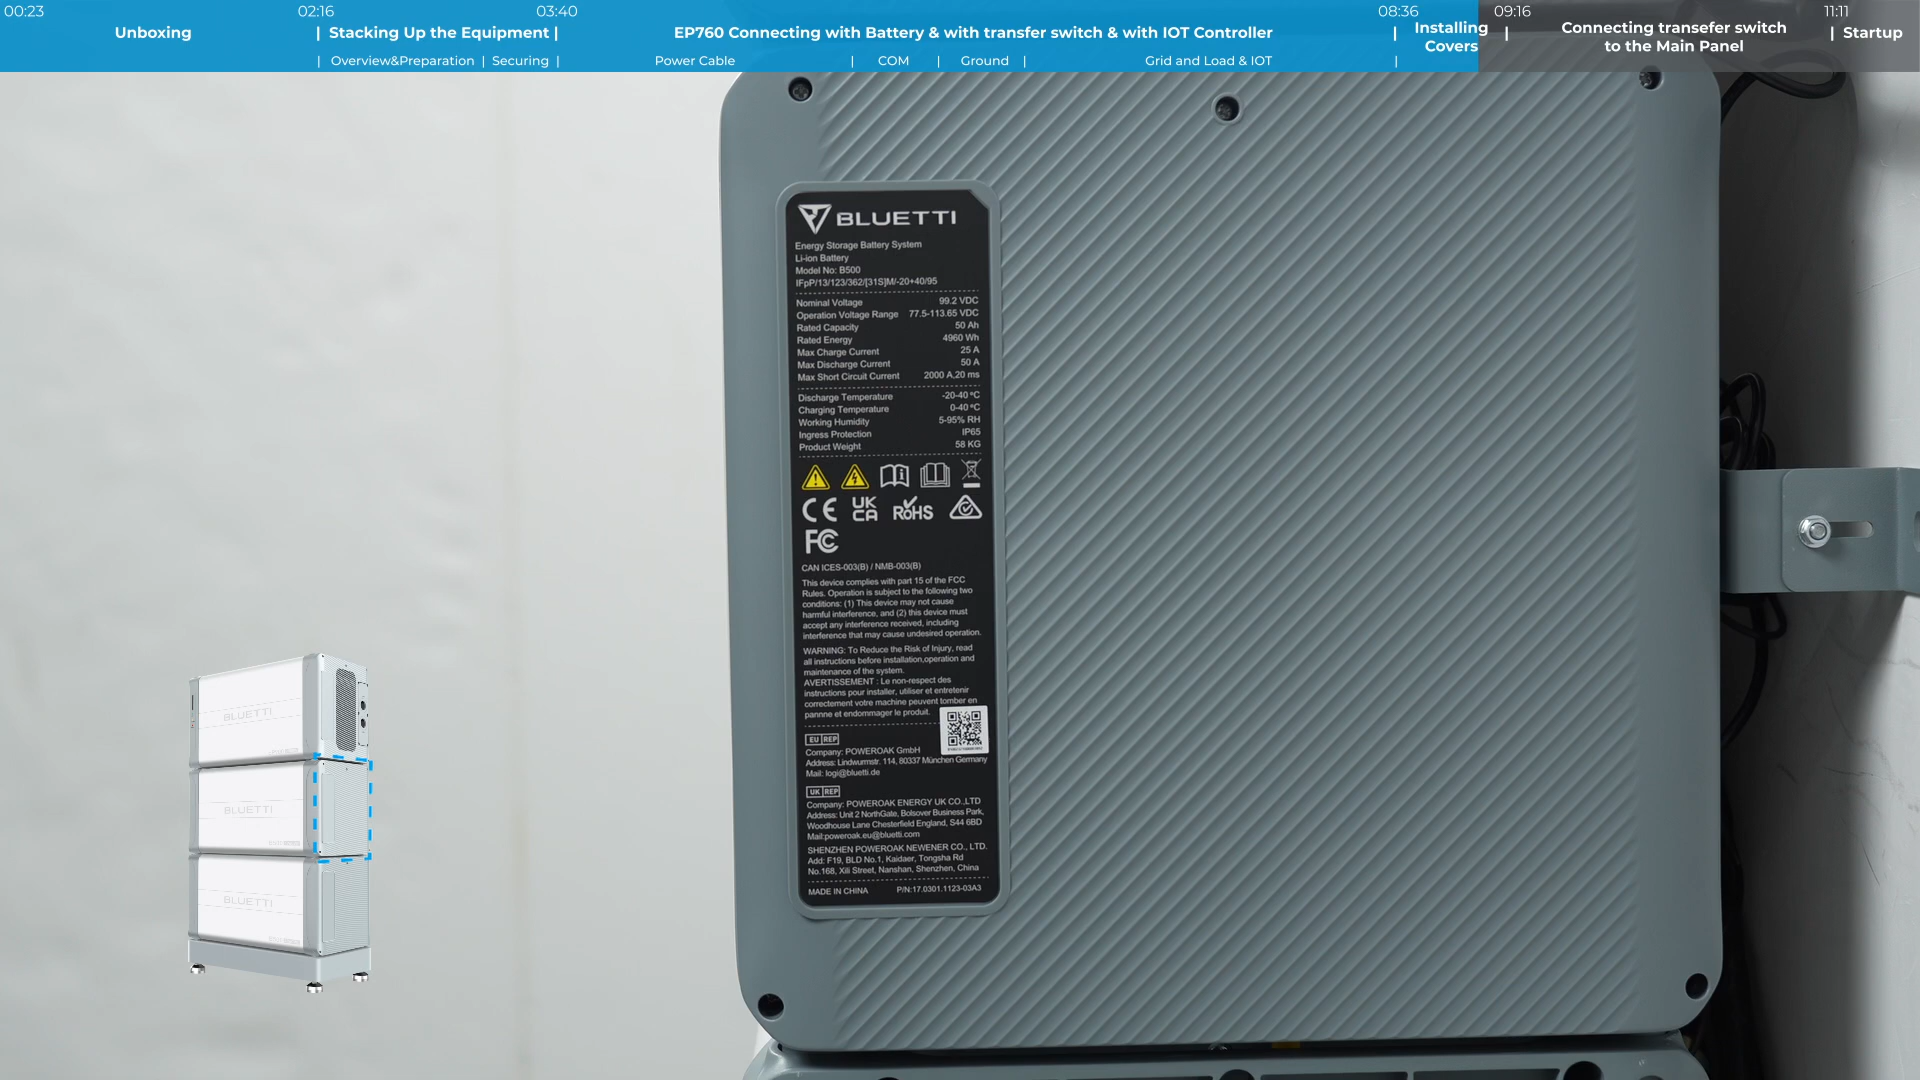 00:23
02:16
03:40
08:36
09:16
11:11
Unboxing
| Stacking Up the Equipment |
EP760 Connecting with Battery & with transfer switch & with IOT Controller
| Installing Covers |
Connecting transefer switch
to the Main Panel
| Startup
| Overview&Preparation | Securing |
Power Cable
| COM | Ground |
Grid and Load & IOT |
BLUETTI
Energy Storage Battery System
Li-ion Battery
Model No: B500
IFpP/13/123/362/[31S]M/-20+40/95
Nominal Voltage 99.2 VDC
Operation Voltage Range 77.5-113.65 VDC
Rated Capacity 50 Ah
Rated Energy 4960 Wh
Max Charge Current 25 A
Max Discharge Current 50 A
Max Short Circuit Current 2000 A,20 ms
Discharge Temperature -20-40 °C
Charging Temperature 0-40 °C
Working Humidity 5-95% RH
Ingress Protection IP65
Product Weight 58 KG
CE UK CA RoHS
FC
CAN ICES-003(B) / NMB-003(B)
This device complies with part 15 of the FCC
Rules. Operation is subject to the following two
conditions: (1) This device may not cause
harmful interference, and (2) this device must
accept any interference received, including
interference that may cause undesired operation.
WARNING: To Reduce the Risk of Injury, read
all instructions before installation,operation and
maintenance of the system.
AVERTISSEMENT : Le non-respect des
instructions pour installer, utiliser et entretenir
correctement votre machine peuvent tomber en
pannne et endommager le produit.
EU REP
Company: POWEROAK GmbH
Address: Lindwurmstr. 114, 80337 München Germany
Mail: logi@bluetti.de
UK REP
Company: POWEROAK ENERGY UK CO.,LTD
Address: Unit 2 NorthGate, Bolsover Business Park,
Woodhouse Lane Chesterfield England, S44 6BD
Mail:poweroak.eu@bluetti.com
SHENZHEN POWEROAK NEWENER CO., LTD.
Add: F19, BLD No.1, Kaidaer, Tongsha Rd
No.168, Xili Street, Nanshan, Shenzhen, China
MADE IN CHINA P/N:17.0301.1123-03A3
BLUETTI
BLUETTI
BLUETTI